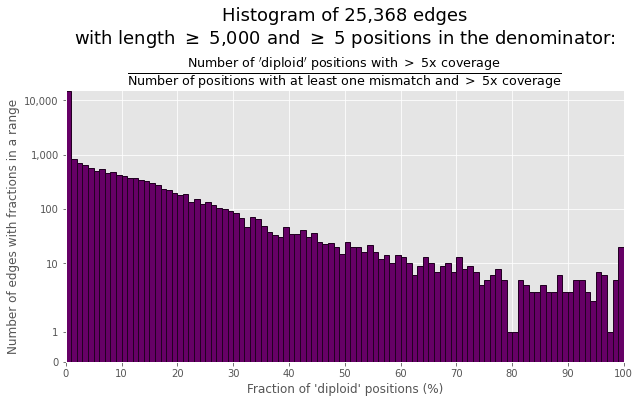 Histogram of 25,368 edges
with length ≥ 5,000 and ≥ 5 positions in the denominator:
Number of 'diploid' positions with > 5x coverage
Number of positions with at least one mismatch and > 5x coverage
Number of edges with fractions in a range
10,000
1,000
100
10
1
0
0 10 20 30 40 50 60 70 80 90 100
Fraction of 'diploid' positions (%)